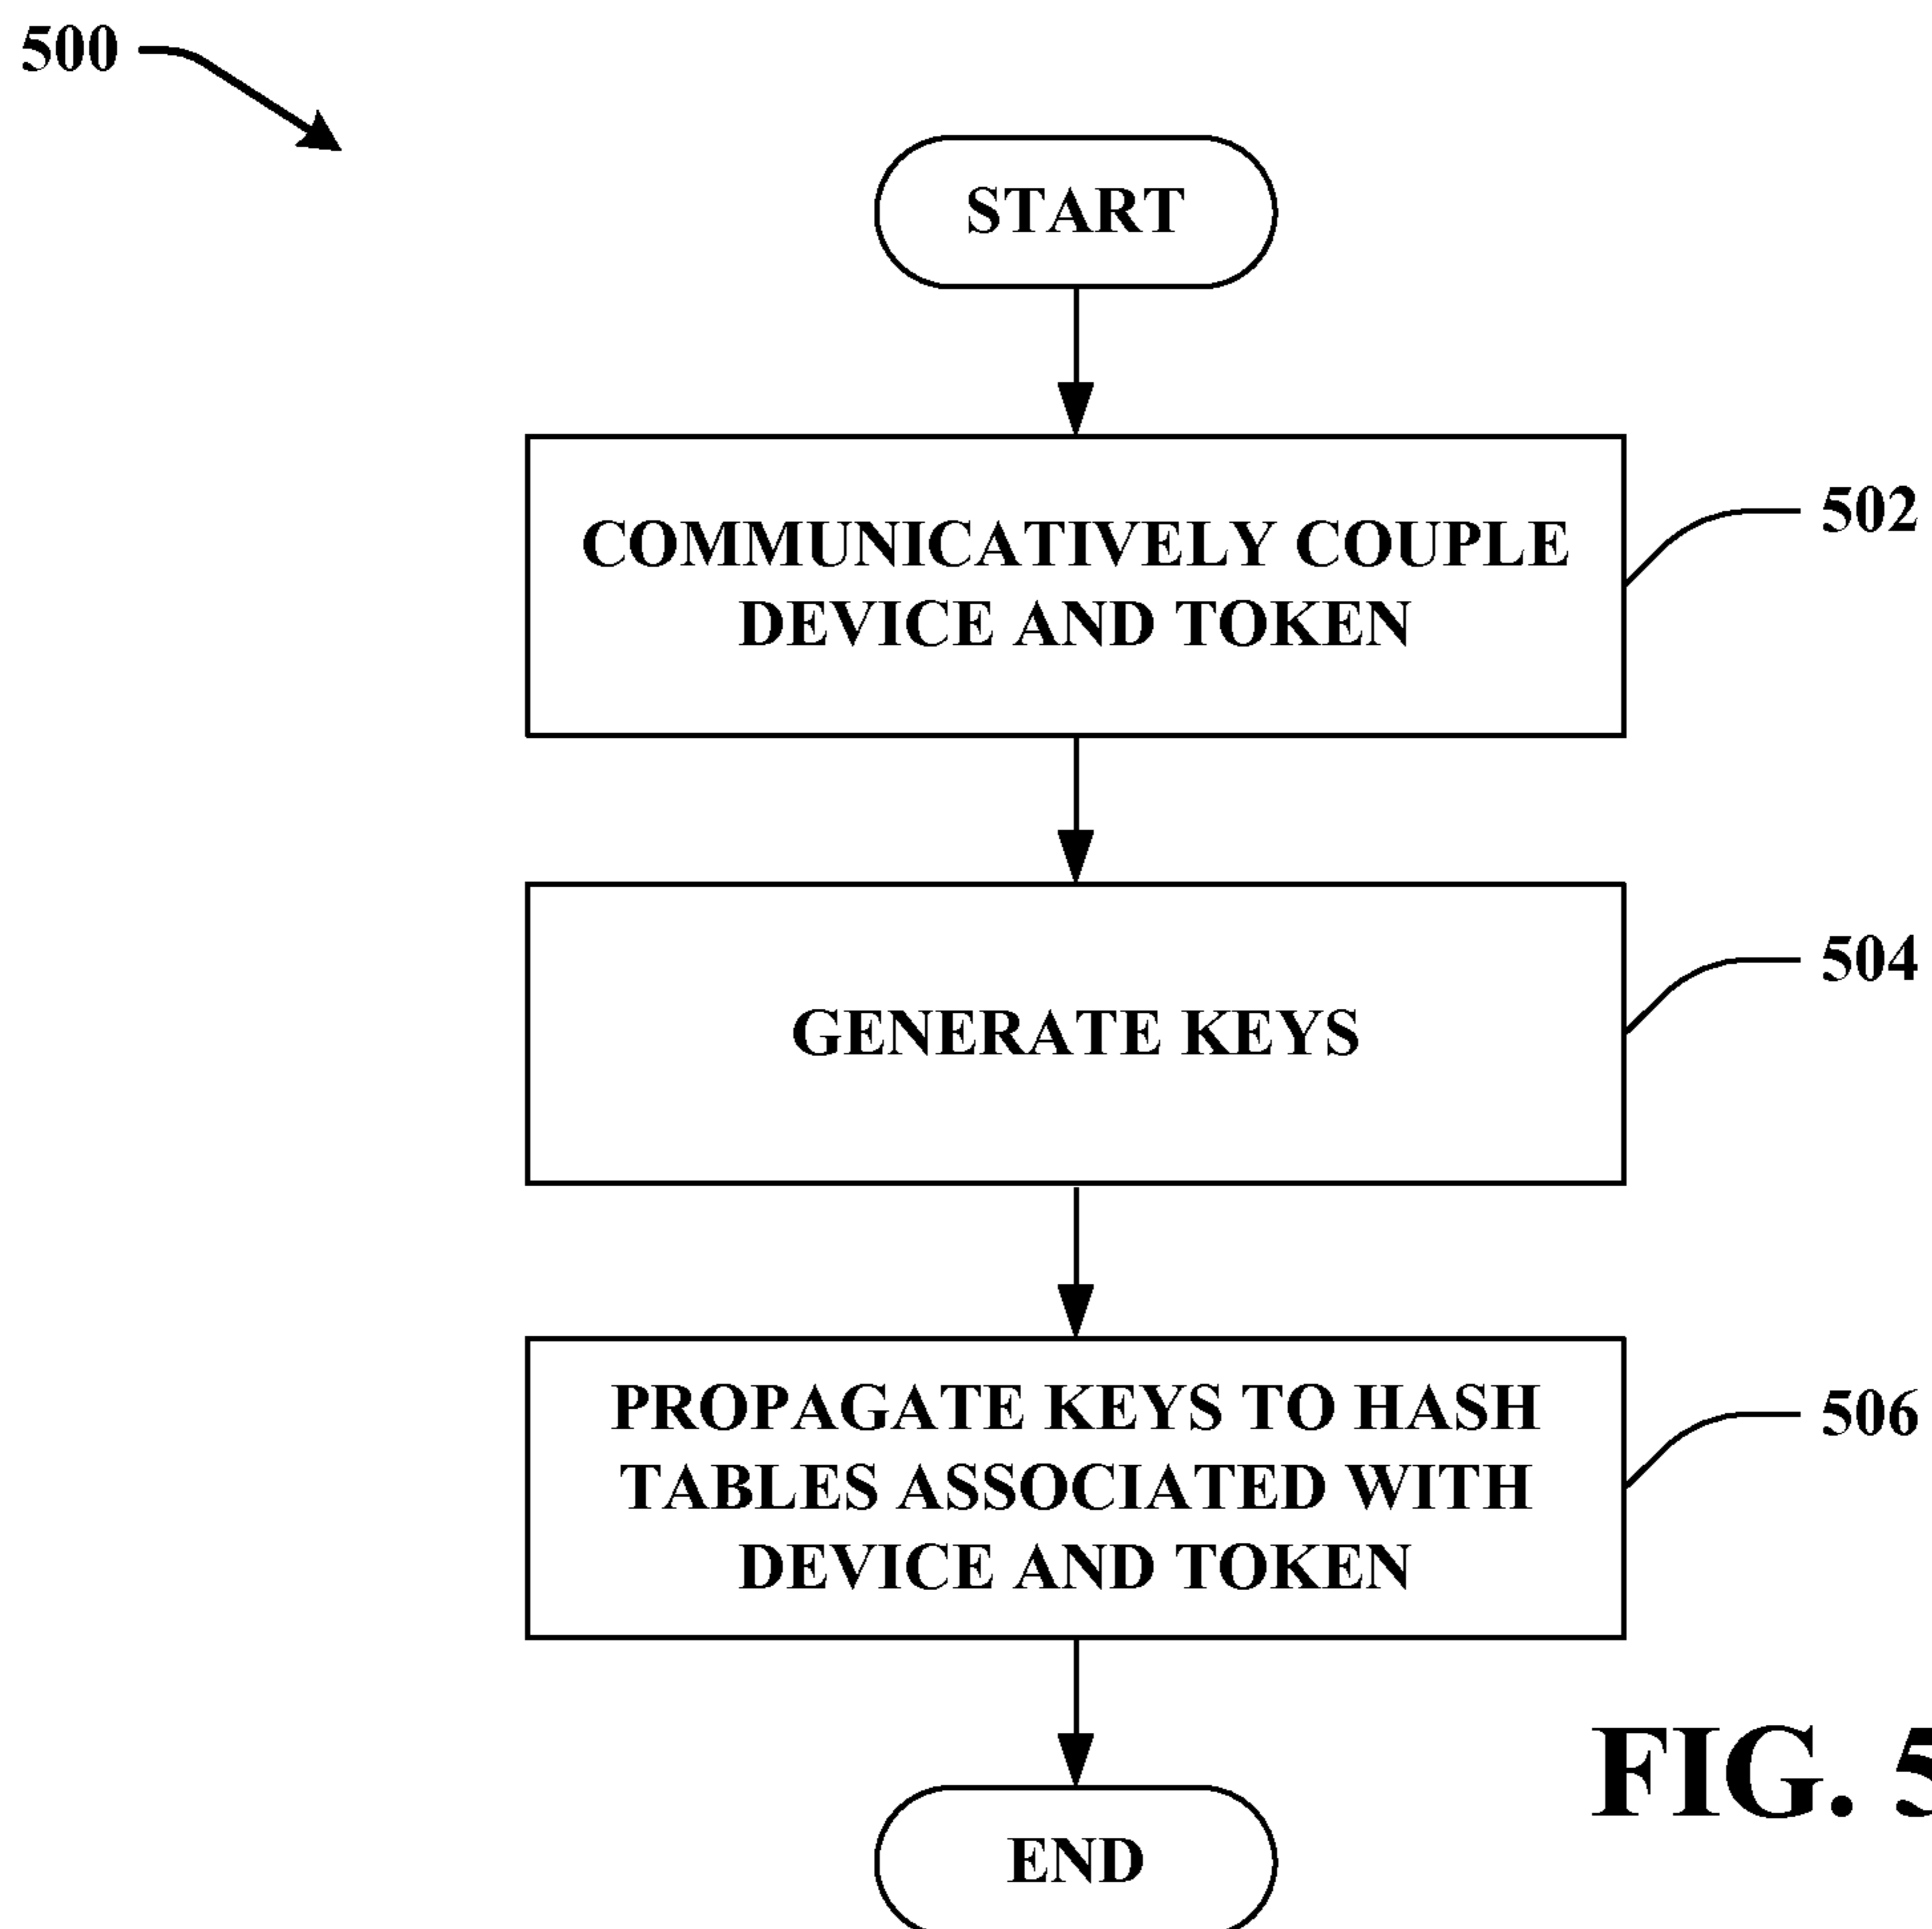 500
START
COMMUNICATIVELY COUPLE
DEVICE AND TOKEN
502
GENERATE KEYS
504
PROPAGATE KEYS TO HASH
TABLES ASSOCIATED WITH
DEVICE AND TOKEN
506
FIG. 5
END